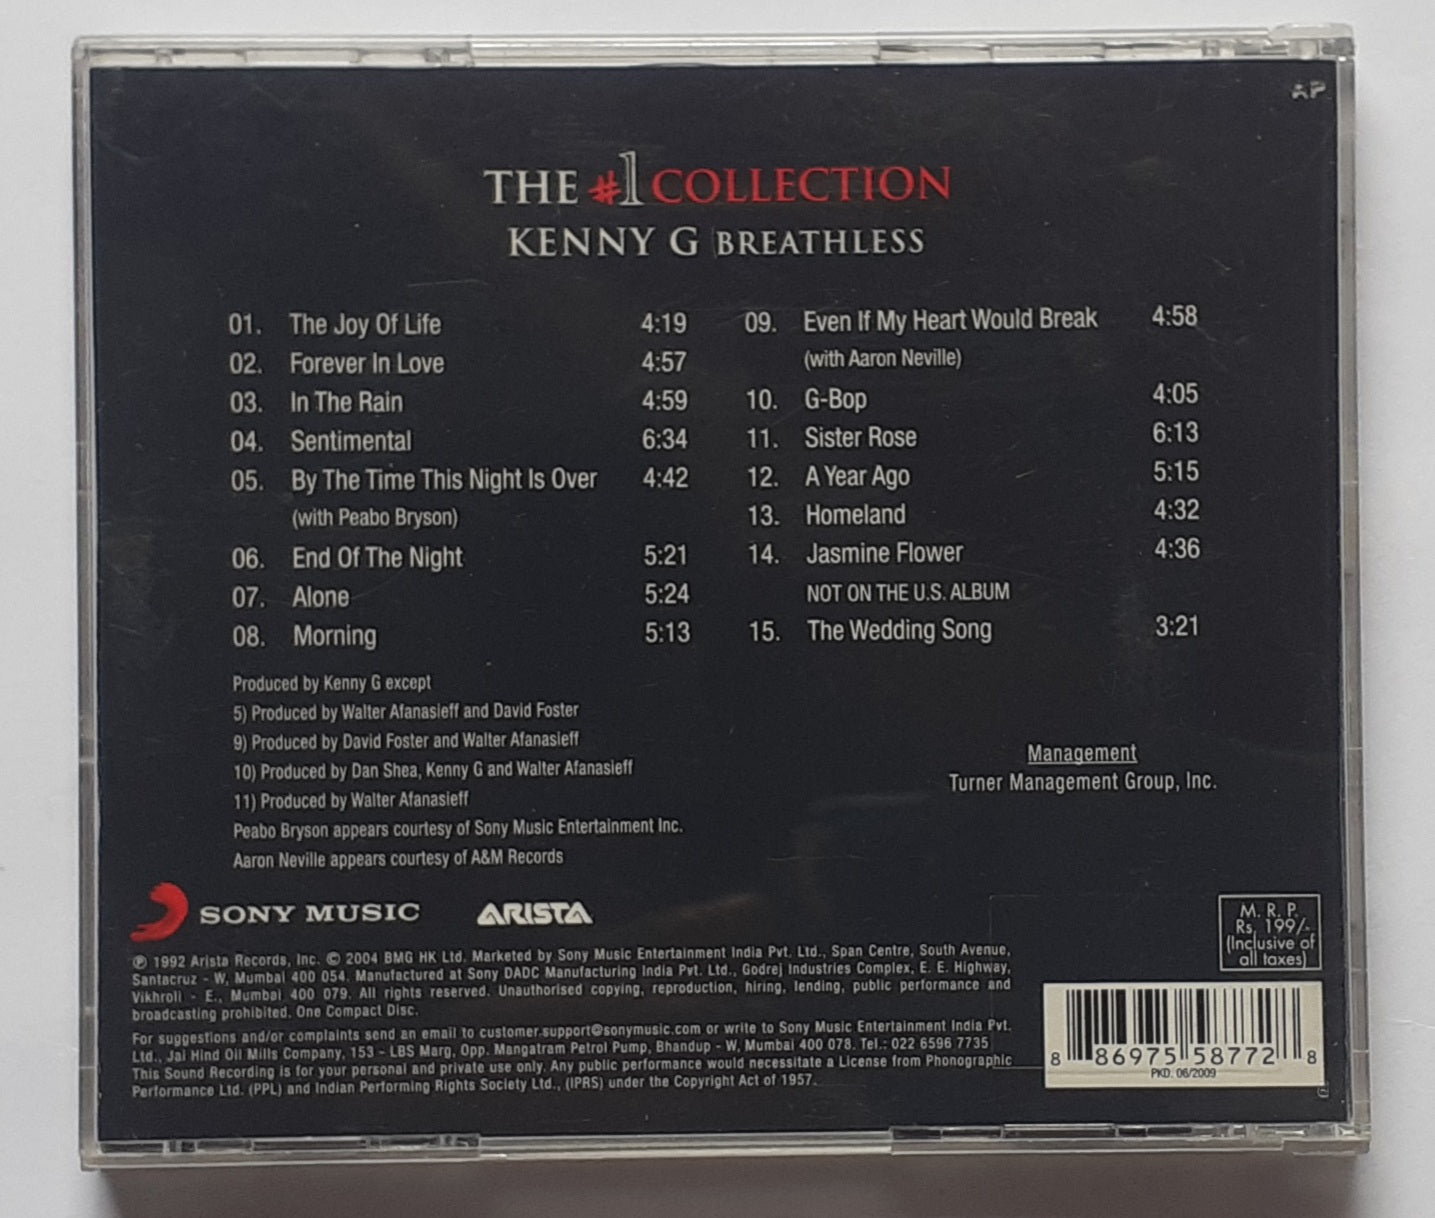 AP
THE #1 COLLECTION
KENNY G BREATHLESS
01. The Joy Of Life 4:19
02. Forever In Love 4:57
03. In The Rain 4:59
04. Sentimental 6:34
05. By The Time This Night Is Over 4:42
(with Peabo Bryson)
06. End Of The Night 5:21
07. Alone 5:24
08. Morning 5:13
09. Even If My Heart Would Break 4:58
(with Aaron Neville)
10. G-Bop 4:05
11. Sister Rose 6:13
12. A Year Ago 5:15
13. Homeland 4:32
14. Jasmine Flower 4:36
NOT ON THE U.S. ALBUM
15. The Wedding Song 3:21
Produced by Kenny G except
5) Produced by Walter Afanasieff and David Foster
9) Produced by David Foster and Walter Afanasieff
10) Produced by Dan Shea, Kenny G and Walter Afanasieff
11) Produced by Walter Afanasieff
Peabo Bryson appears courtesy of Sony Music Entertainment Inc.
Aaron Neville appears courtesy of A&M Records
Management
Turner Management Group, Inc.
SONY MUSIC
ARISTA
℗ 1992 Arista Records, Inc. © 2004 BMG HK Ltd. Marketed by Sony Music Entertainment India Pvt. Ltd., Span Centre, South Avenue,
Santacruz - W, Mumbai 400 054. Manufactured at Sony DADC Manufacturing India Pvt. Ltd., Godrej Industries Complex, E. E. Highway,
Vikhroli - E., Mumbai 400 079. All rights reserved. Unauthorised copying, reproduction, hiring, lending, public performance and
broadcasting prohibited. One Compact Disc.
For suggestions and/or complaints send an email to customer.support@sonymusic.com or write to Sony Music Entertainment India Pvt.
Ltd., Jai Hind Oil Mills Company, 153 - LBS Marg, Opp. Mangatram Petrol Pump, Bhandup - W, Mumbai 400 078. Tel.: 022 6596 7735
This Sound Recording is for your personal and private use only. Any public performance would necessitate a License from Phonographic
Performance Ltd. (PPL) and Indian Performing Rights Society Ltd., (IPRS) under the Copyright Act of 1957.
M. R. P.
Rs. 199/-
(Inclusive of
all taxes)
8 86975 58772 8
PKD. 06/2009